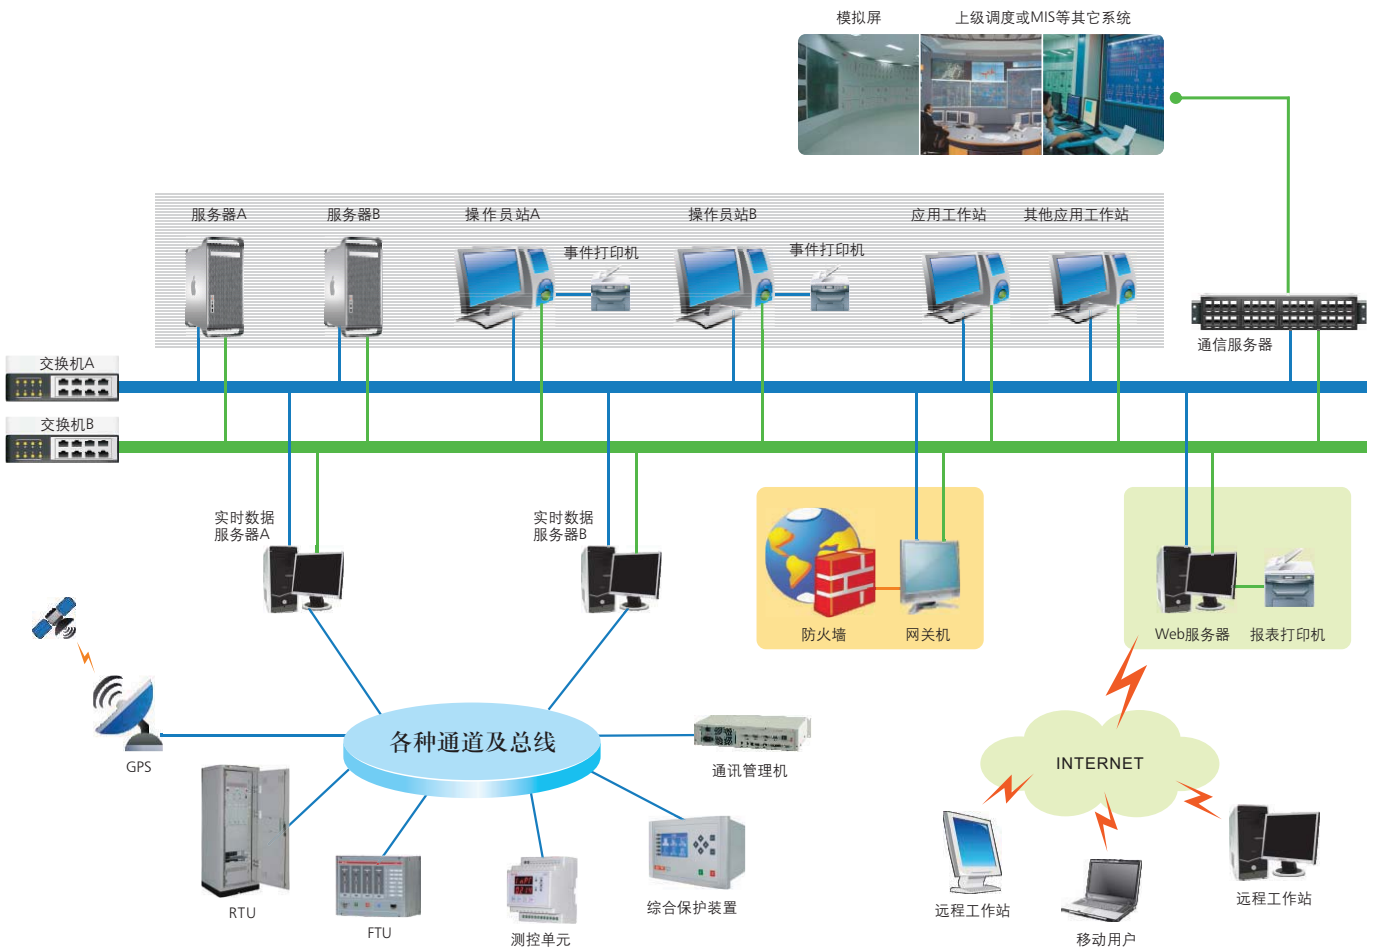 模拟屏
上级调度或MIS等其它系统
服务器A
服务器B
操作员站A
操作员站B
应用工作站
其他应用工作站
事件打印机
事件打印机
通信服务器
交换机A
交换机B
实时数据
服务器A
实时数据
服务器B
防火墙
网关机
Web服务器
报表打印机
各种通道及总线
GPS
通讯管理机
INTERNET
RTU
FTU
测控单元
综合保护装置
远程工作站
移动用户
远程工作站